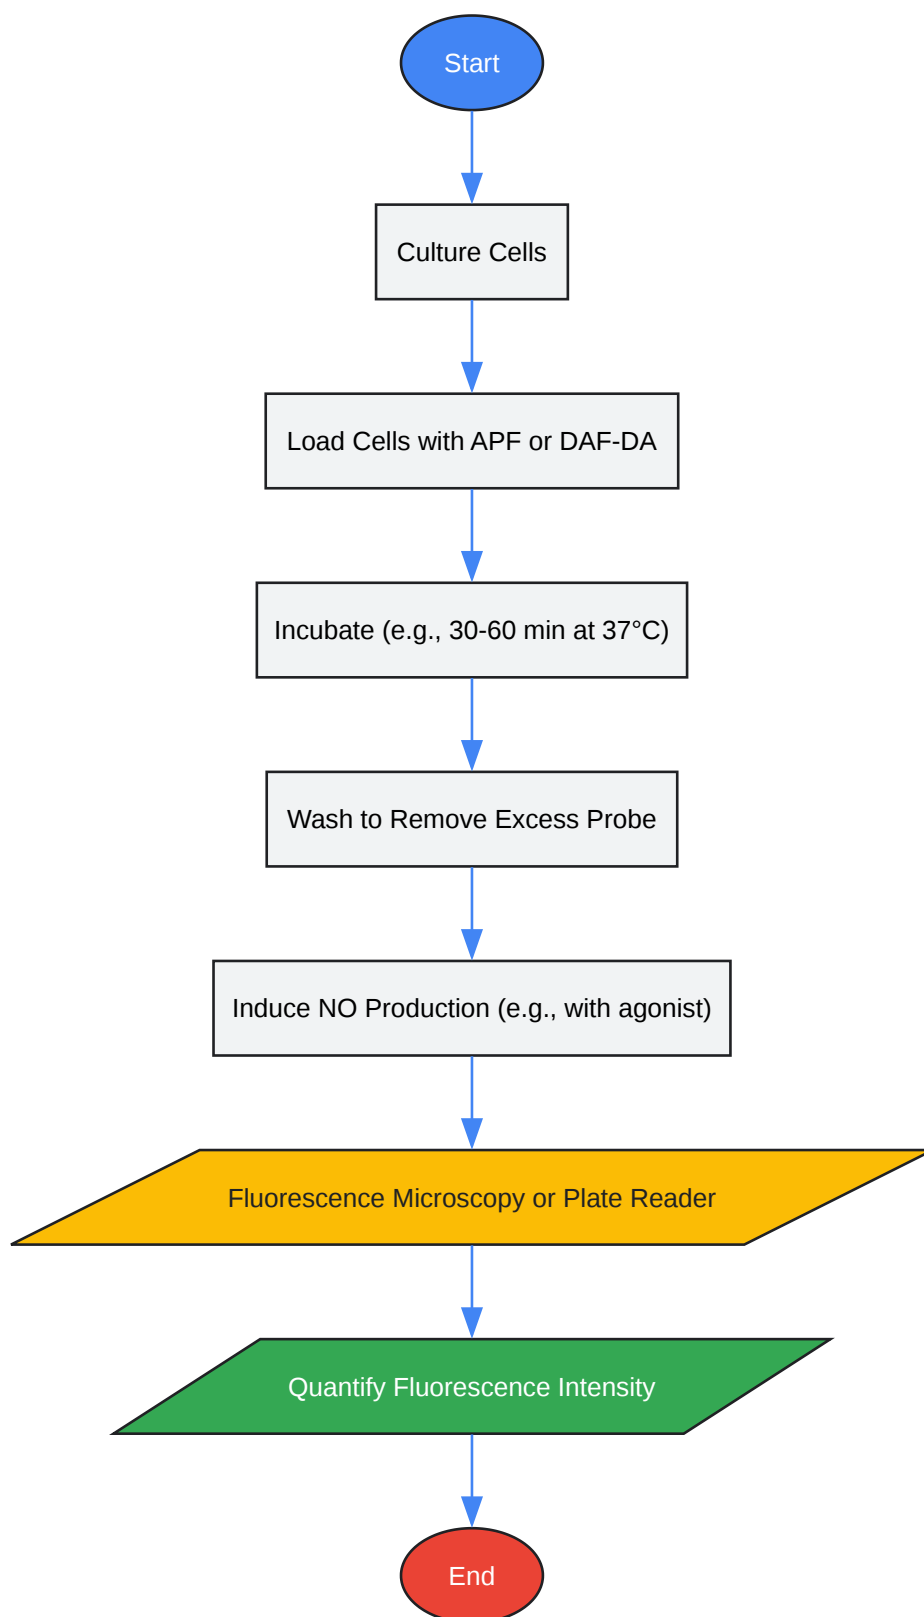 Start
Culture Cells
Load Cells with APF or DAF-DA
Incubate (e.g., 30-60 min at 37°C)
Wash to Remove Excess Probe
Induce NO Production (e.g., with agonist)
Fluorescence Microscopy or Plate Reader
Quantify Fluorescence Intensity
End